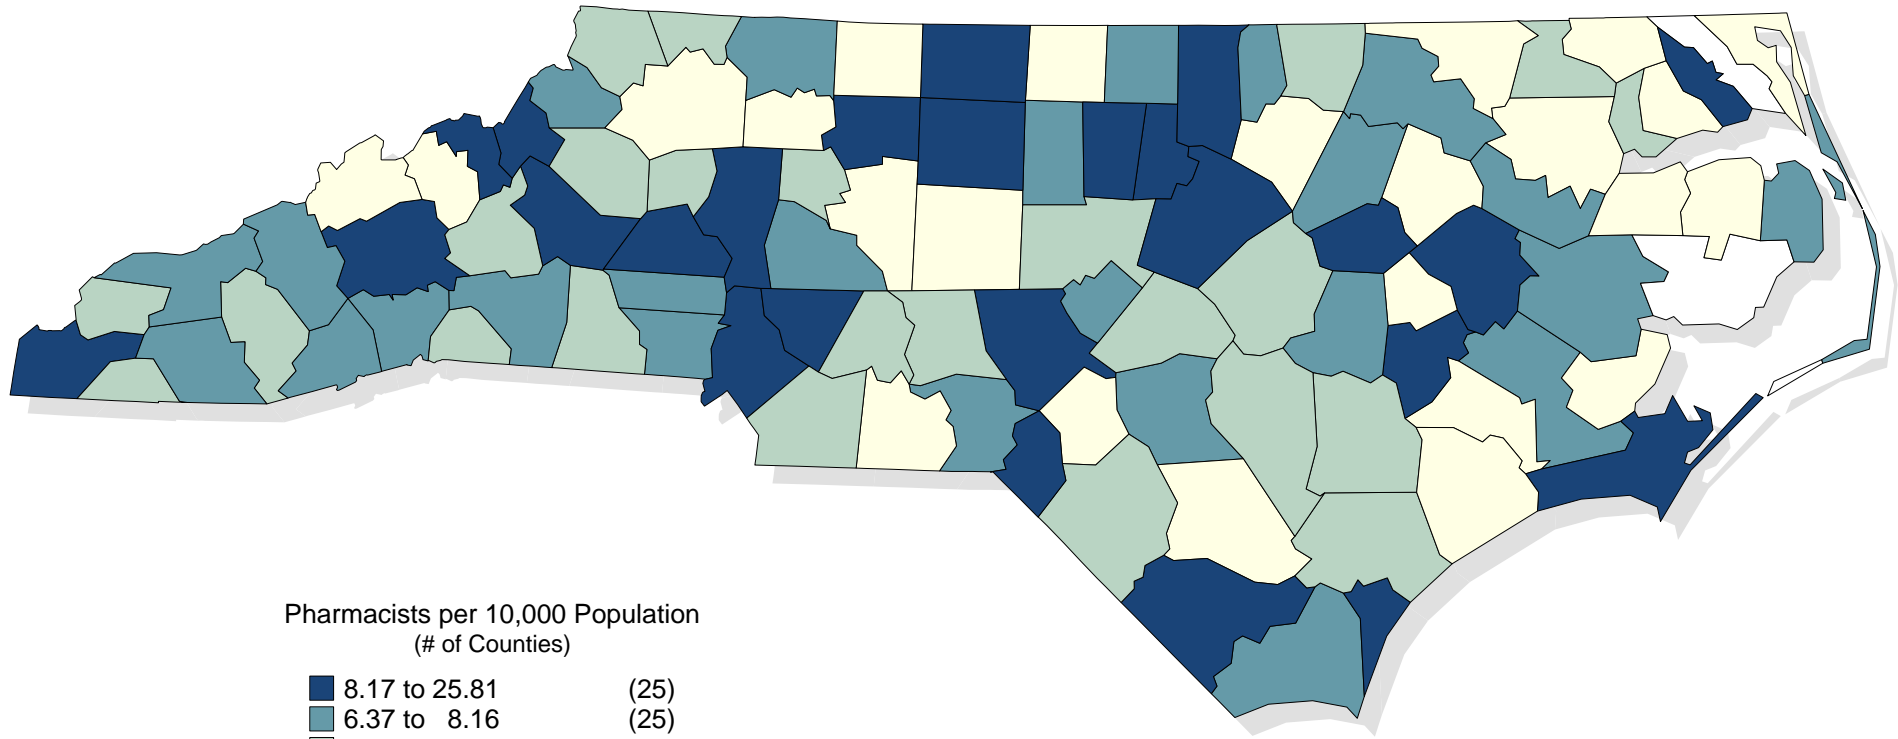 Pharmacists per 10,000 Population
(# of Counties)
8.17 to 25.81 (25)
6.37 to 8.16 (25)